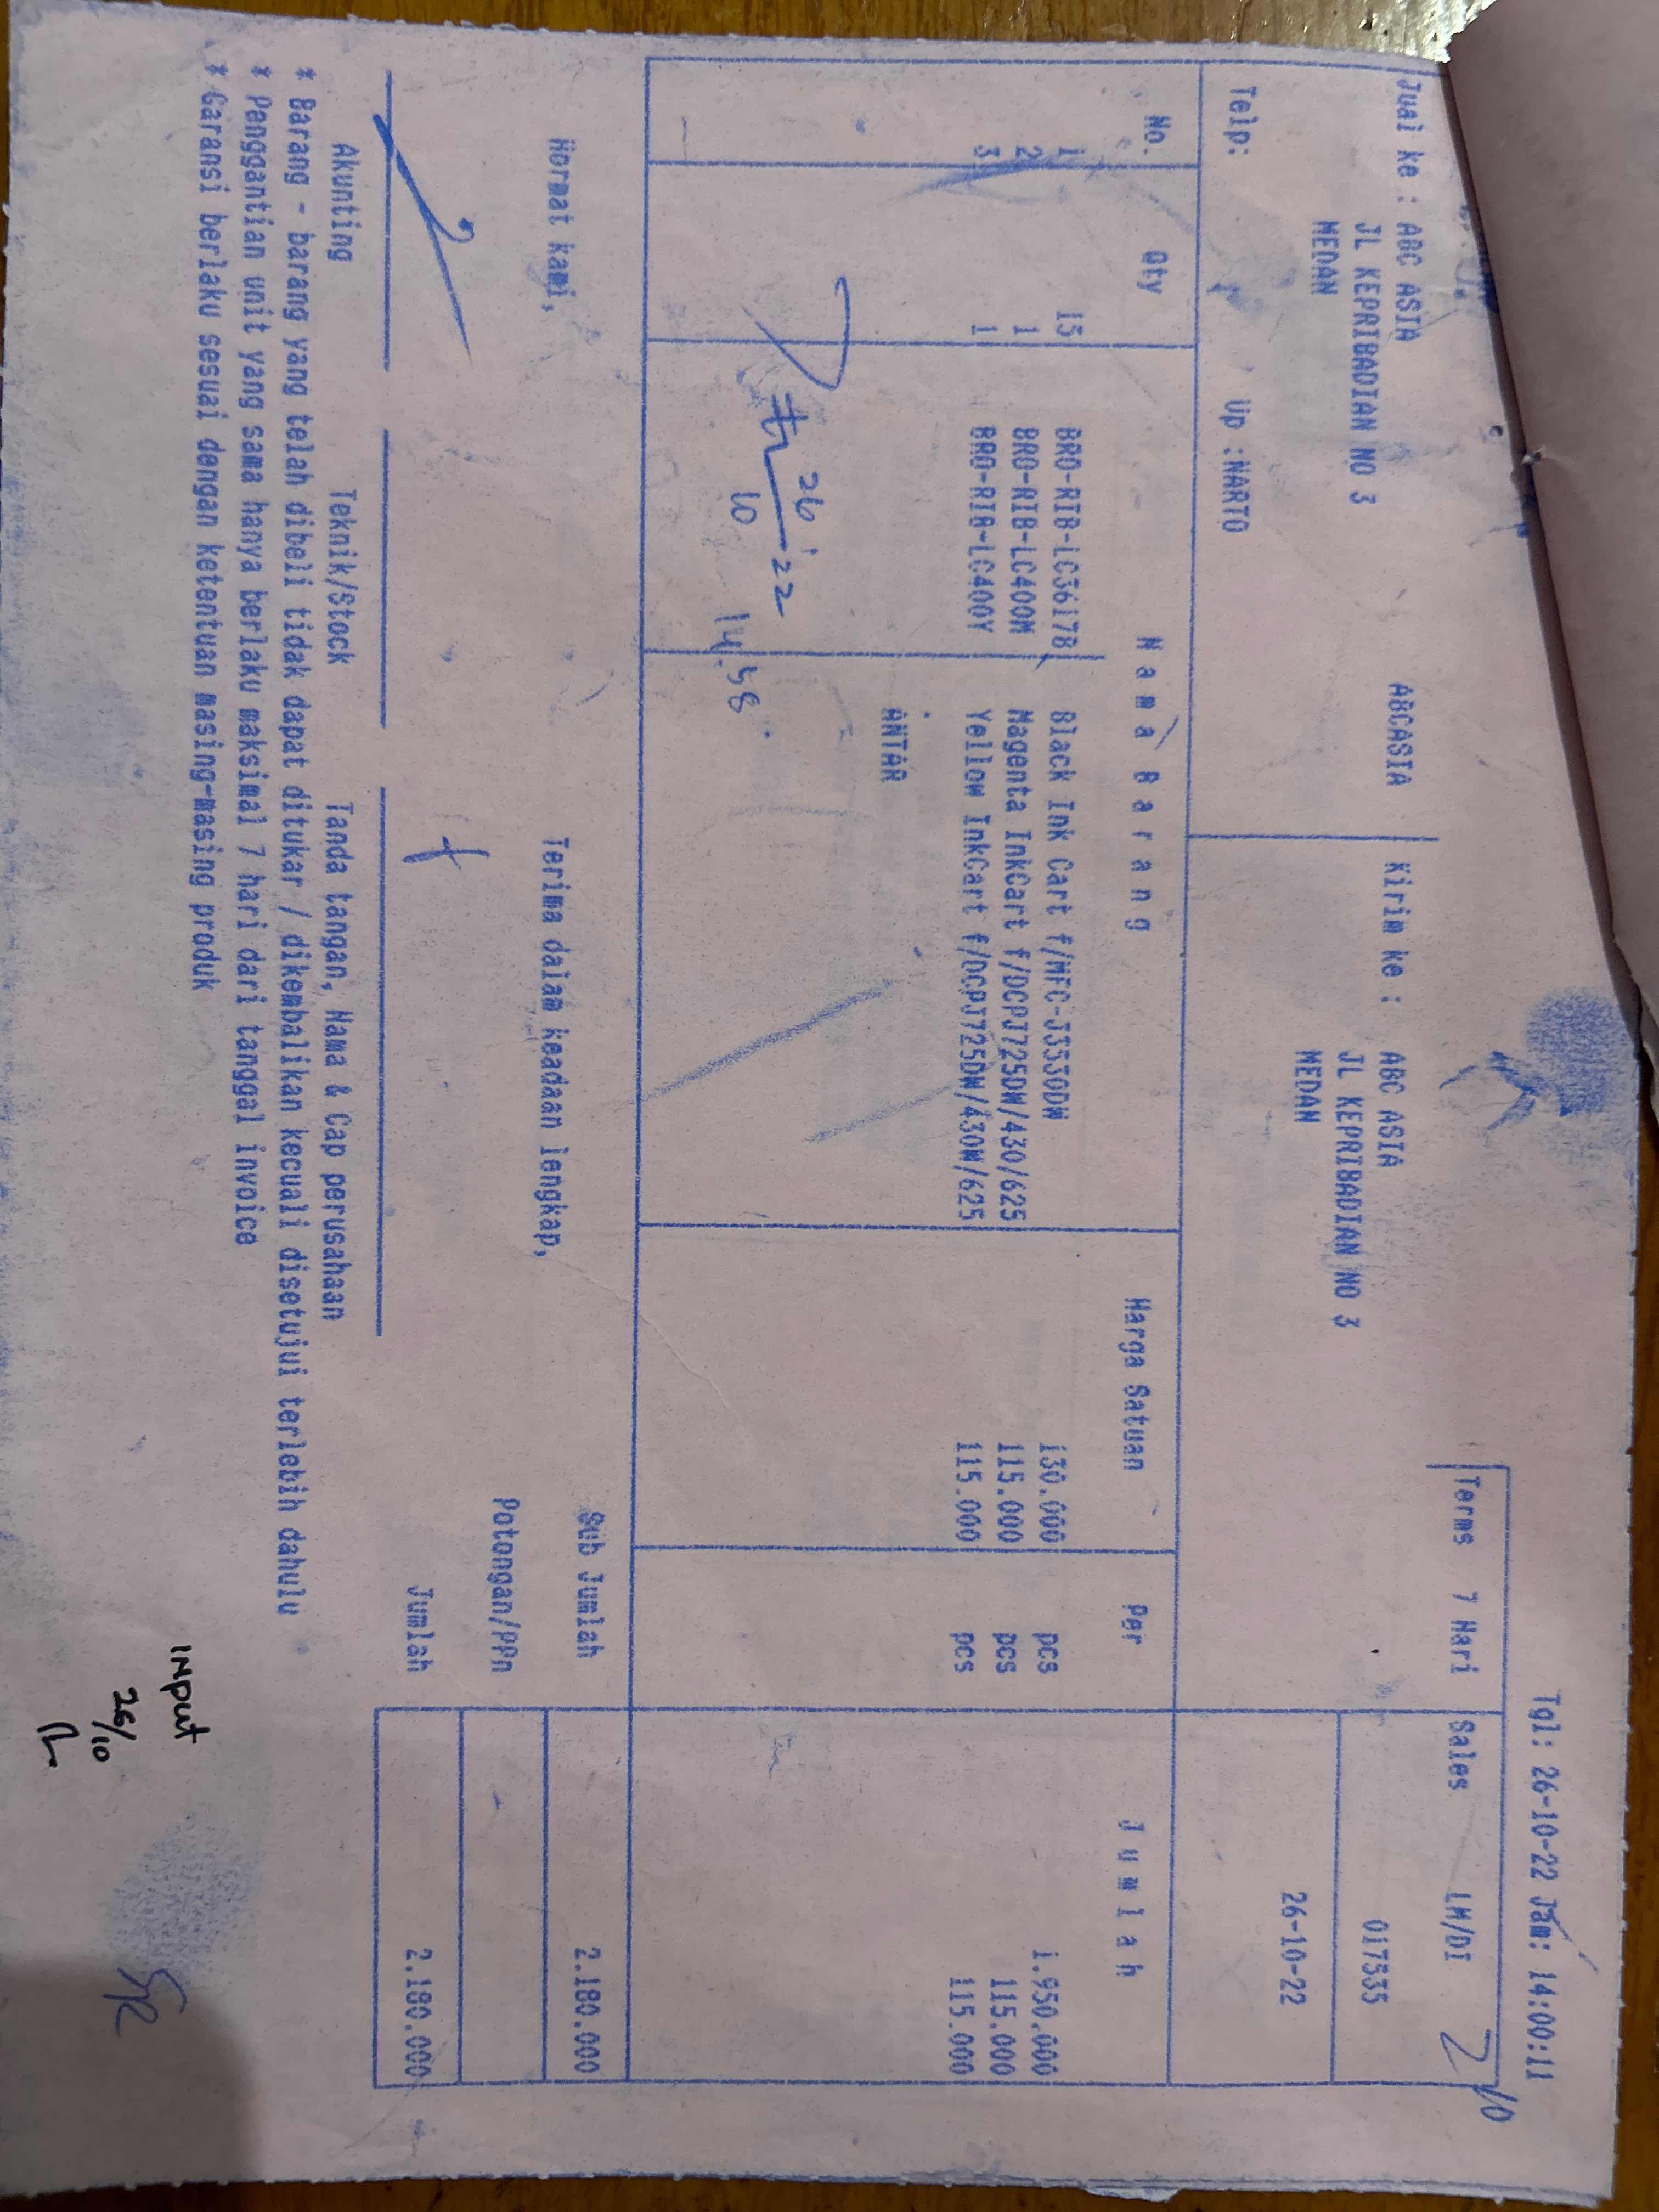 Tgl: 26-10-22 Jam: 14:00:11
Terms 7 Hari Sales LM/DI
017535
26-10-22
Jual ke : ABC ASIA ABCASIA
JL KEPRIBADIAN NO 3
MEDAN
Kirim ke : ABC ASIA
JL KEPRIBADIAN NO 3
MEDAN
Telp: Up :NARTO
No. Qty Nama Barang Harga Satuan Per Jumlah
1 15 BRO-RIB-LC3617B Black Ink Cart f/MFC-J3530DW 130.000 pcs 1.950.000
2 1 BRO-RIB-LC400M Magenta InkCart f/DCPJ725DW/430/625 115.000 pcs 115.000
3 1 BRO-RIB-LC400Y Yellow InkCart f/DCPJ725DW/430W/625 115.000 pcs 115.000
ANTAR
26
10 22
14.58
Hormat kami, Terima dalam keadaan lengkap,
Sub Jumlah 2.180.000
Potongan/PPn -
Jumlah 2.180.000
Akunting Teknik/Stock Tanda tangan, Nama & Cap perusahaan
* Barang - barang yang telah dibeli tidak dapat ditukar / dikembalikan kecuali disetujui terlebih dahulu
* Penggantian unit yang sama hanya berlaku maksimal 7 hari dari tanggal invoice
* Garansi berlaku sesuai dengan ketentuan masing-masing produk
INPUT
26/10